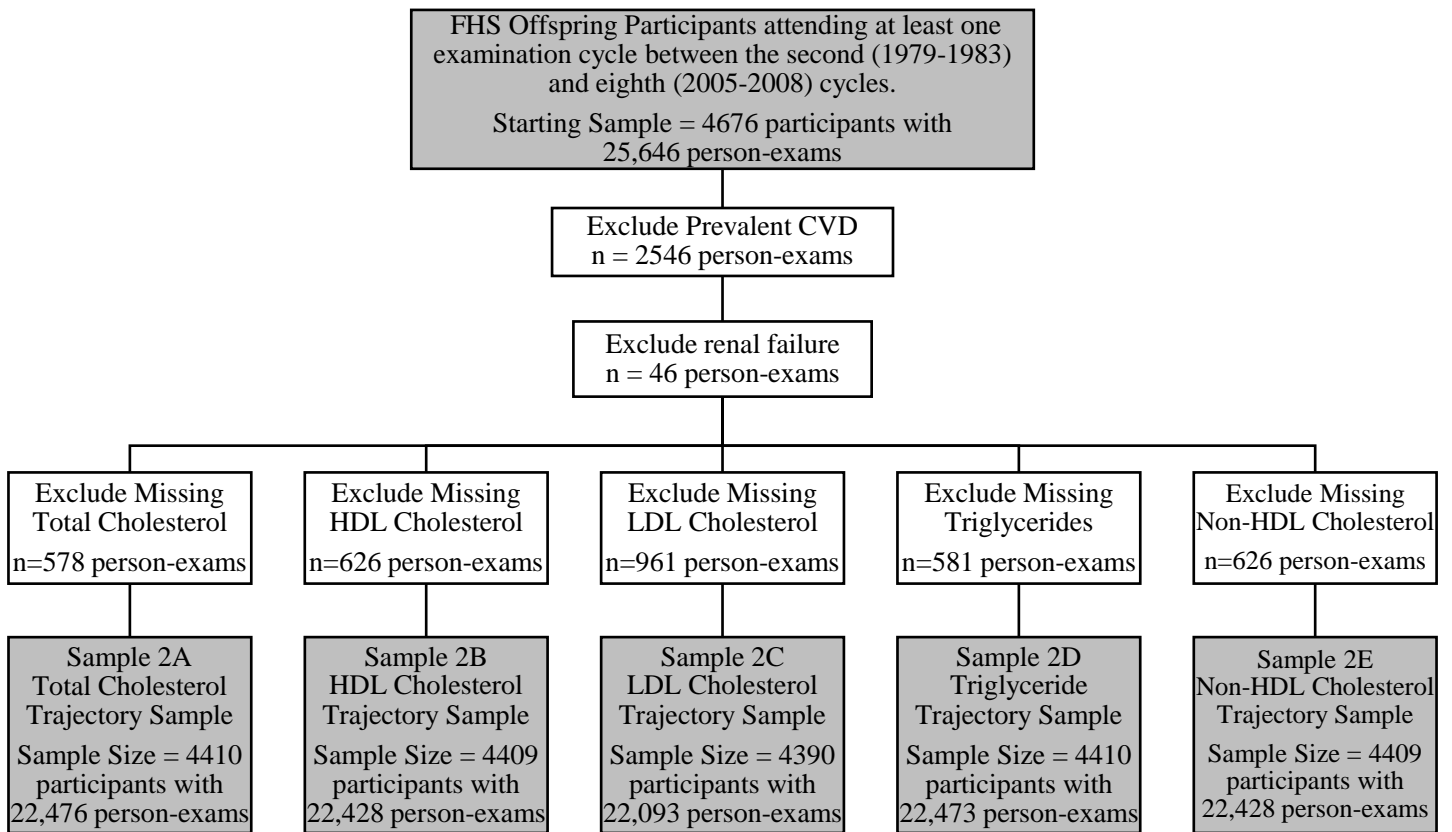 FHS Offspring Participants attending at least one
examination cycle between the second (1979-1983)
and eighth (2005-2008) cycles.
Starting Sample = 4676 participants with
25,646 person-exams
Exclude Prevalent CVD
n = 2546 person-exams
Exclude renal failure
n = 46 person-exams
Exclude Missing
Total Cholesterol
n=578 person-exams
Exclude Missing
HDL Cholesterol
n=626 person-exams
Exclude Missing
LDL Cholesterol
n=961 person-exams
Exclude Missing
Triglycerides
n=581 person-exams
Exclude Missing
Non-HDL Cholesterol
n=626 person-exams
Sample 2A
Total Cholesterol
Trajectory Sample
Sample Size = 4410
participants with
22,476 person-exams
Sample 2B
HDL Cholesterol
Trajectory Sample
Sample Size = 4409
participants with
22,428 person-exams
Sample 2C
LDL Cholesterol
Trajectory Sample
Sample Size = 4390
participants with
22,093 person-exams
Sample 2D
Triglyceride
Trajectory Sample
Sample Size = 4410
participants with
22,473 person-exams
Sample 2E
Non-HDL Cholesterol
Trajectory Sample
Sample Size = 4409
participants with
22,428 person-exams